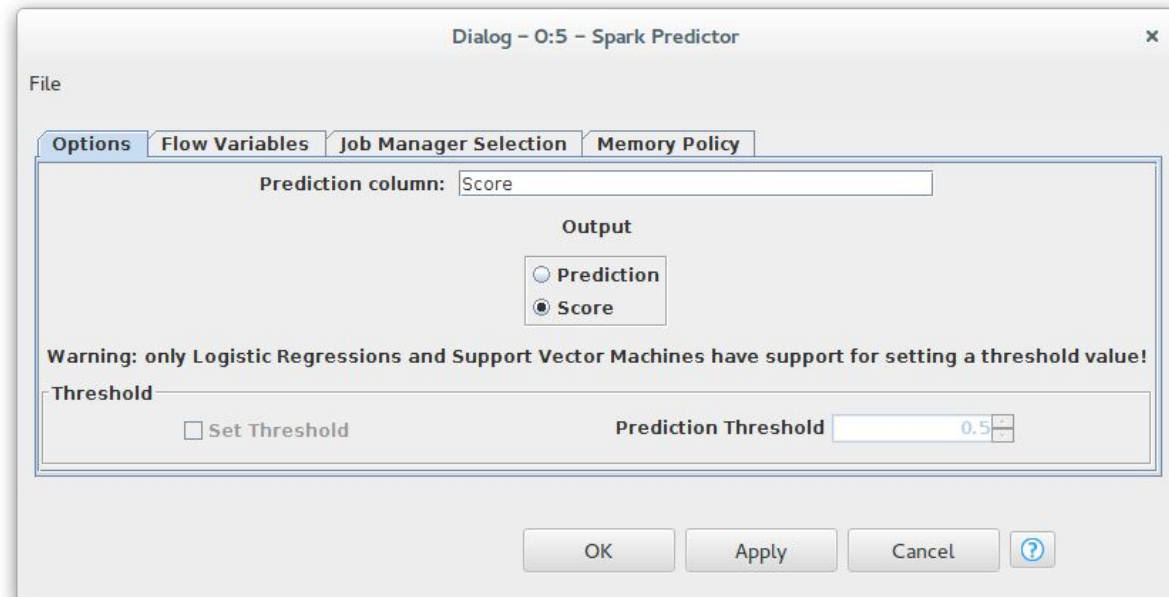 Dialog – 0:5 – Spark Predictor ×
File
Options Flow Variables Job Manager Selection Memory Policy
Prediction column: Score
Output
Prediction
Score
Warning: only Logistic Regressions and Support Vector Machines have support for setting a threshold value!
Threshold
Set Threshold Prediction Threshold 0.5
OK Apply Cancel ?